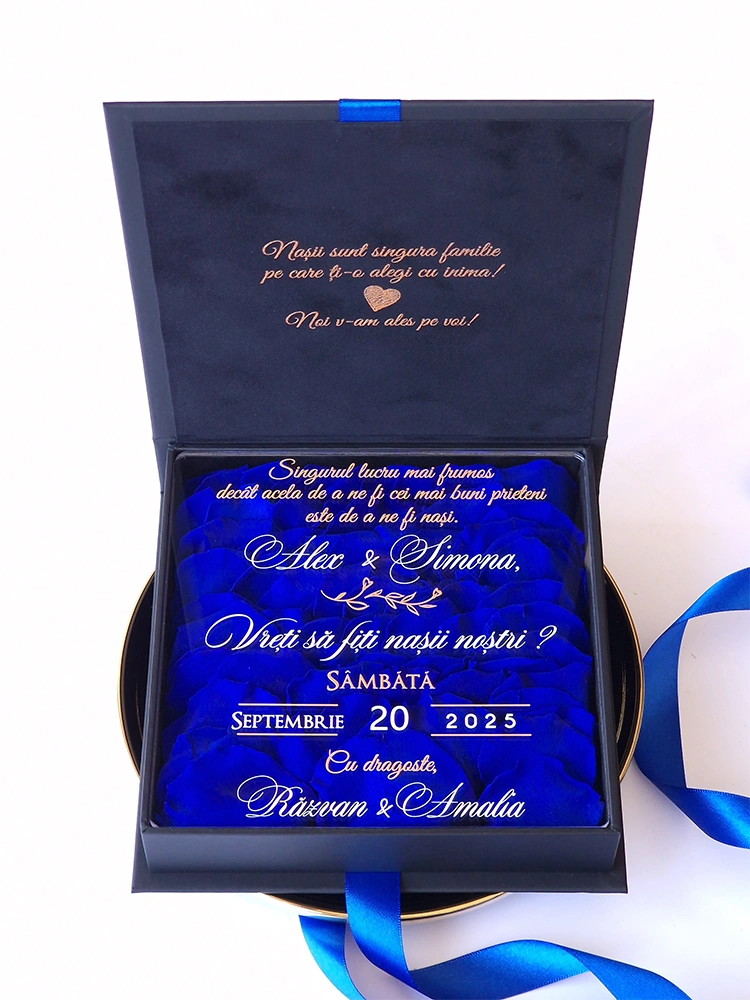 Nașii sunt singura familie
pe care ți-o alegi cu inima!
Noi v-am ales pe voi!
Singurul lucru mai frumos
decât acela de a ne fi cei mai buni prieteni
este de a ne fi nași.
Alex & Simona,
Vreți să fiți nașii noștri ?
SÂMBĂTĂ
SEPTEMBRIE 20 2025
Cu dragoste,
Răzvan & Amalia